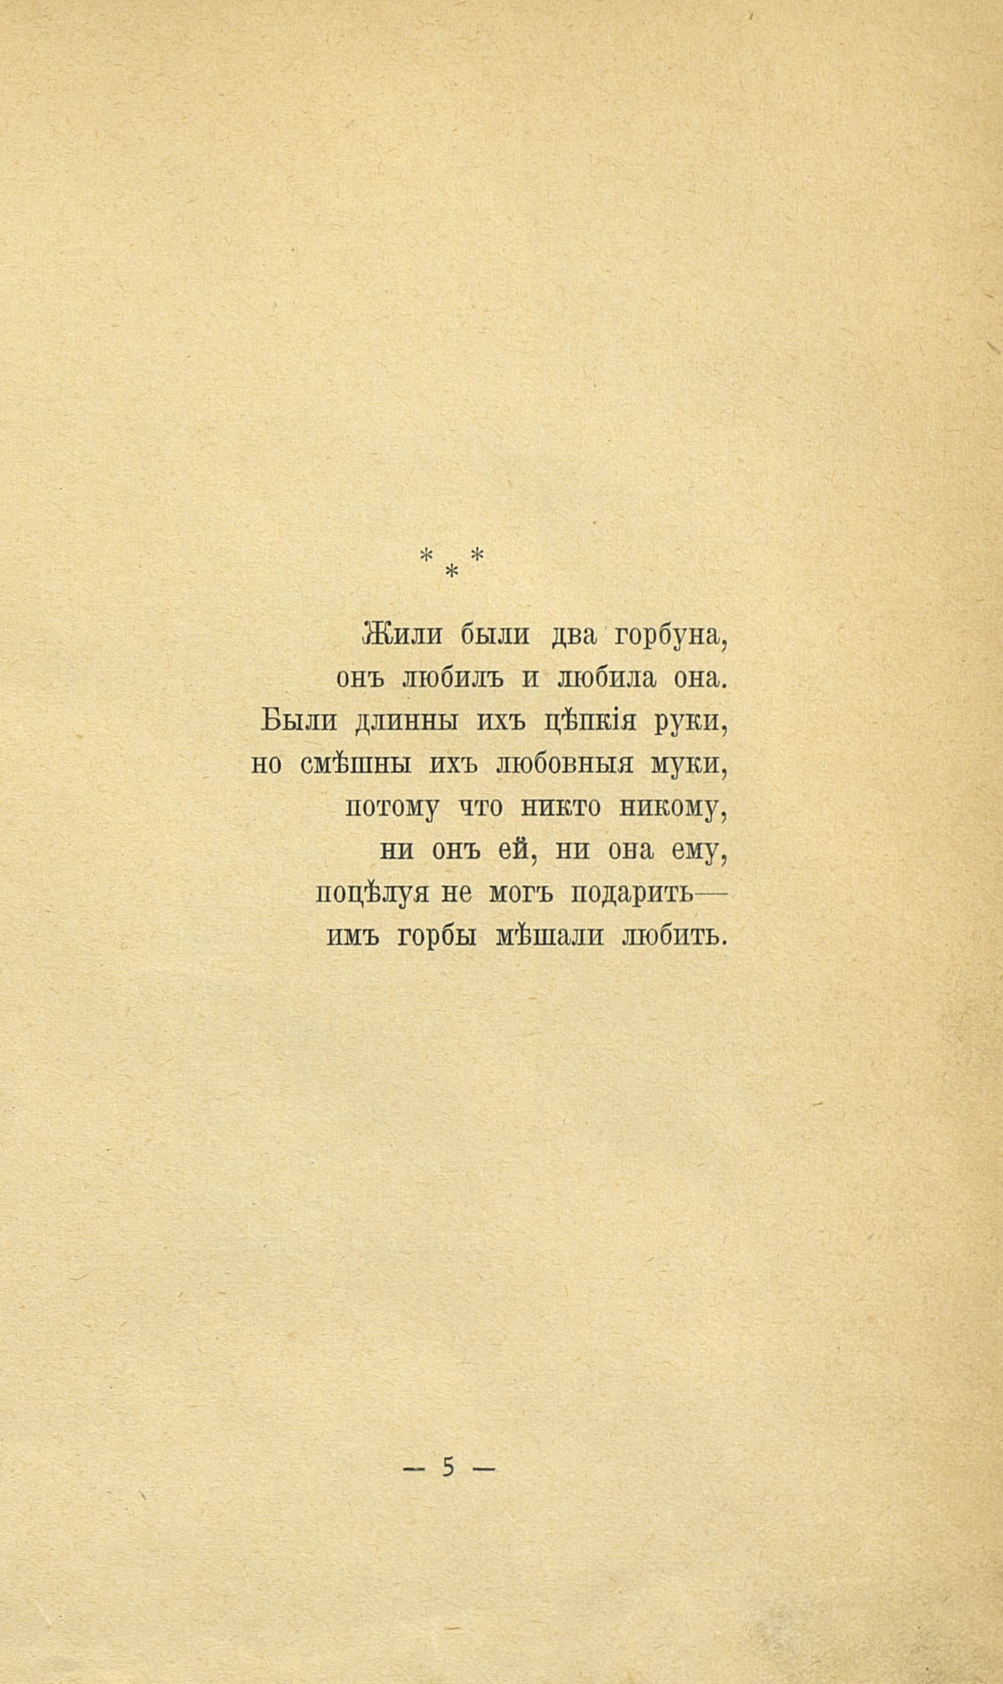 * * *
Жили были два горбуна,
онъ любилъ и любила она.
Были длинны ихъ цѣпкія руки,
но смѣшны ихъ любовныя муки,
потому что никто никому,
ни онъ ей, ни она ему,
поцѣлуя не могъ подарить—
имъ горбы мѣшали любить.
— 5 —